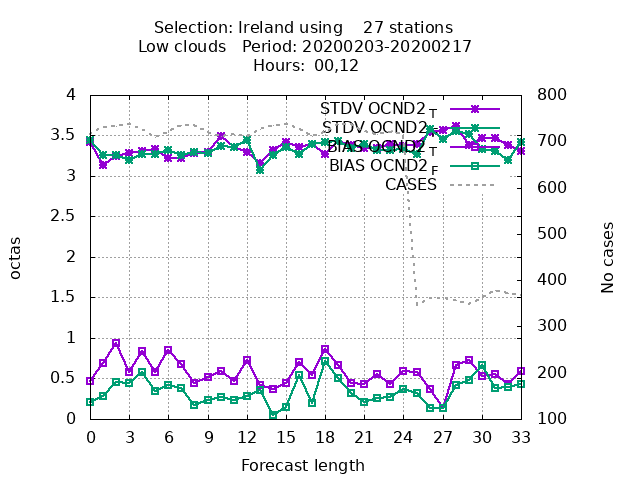 Selection: Ireland using 27 stations
Low clouds Period: 20200203-20200217
Hours: 00,12
4
3.5
3
2.5
2
1.5
1
0.5
0
octas
800
700
600
500
400
300
200
100
No cases
STDV OCND2 T
STDV OCND2 F
BIAS OCND2 T
BIAS OCND2 F
CASES
0 3 6 9 12 15 18 21 24 27 30 33
Forecast length